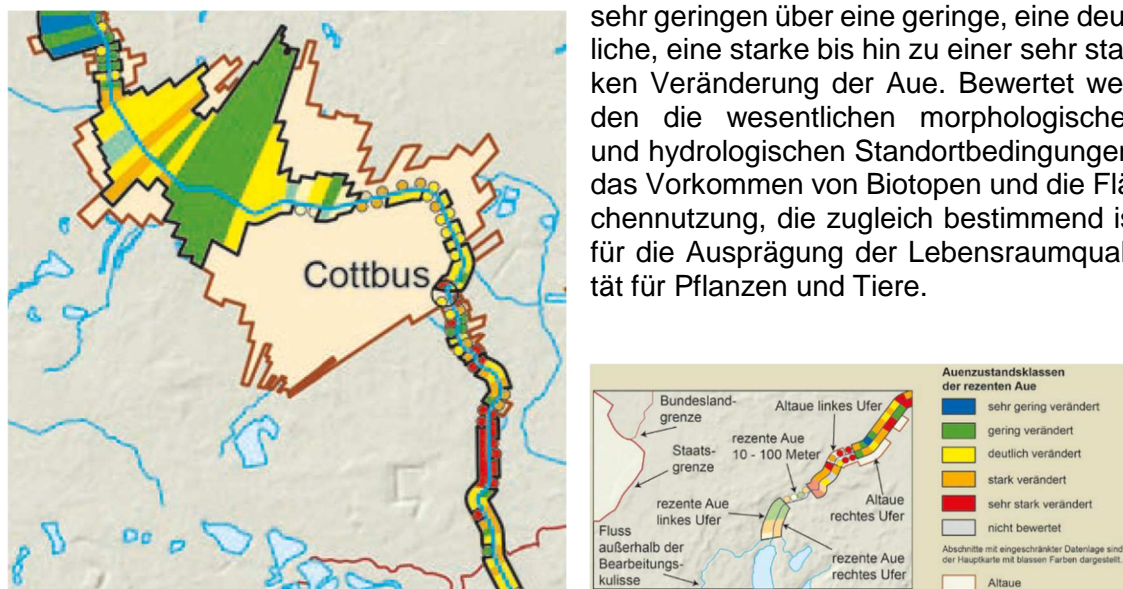 sehr geringen über eine geringe, eine deu
liche, eine starke bis hin zu einer sehr star
ken Veränderung der Aue. Bewertet wer
den die wesentlichen morphologische
und hydrologischen Standortbedingungen
das Vorkommen von Biotopen und die Flä
chennutzung, die zugleich bestimmend is
für die Ausprägung der Lebensraumqual
tät für Pflanzen und Tiere.
Cottbus
Bundesland-
grenze
Staats-
grenze
Altaue linkes Ufer
rezente Aue
10 - 100 Meter
rezente Aue
linkes Ufer
Fluss
außerhalb der
Bearbeitungs-
kulisse
Altaue
rechtes Ufer
rezente Aue
rechtes Ufer
Auenzustandsklassen
der rezenten Aue
sehr gering verändert
gering verändert
deutlich verändert
stark verändert
sehr stark verändert
nicht bewertet
Abschnitte mit eingeschränkter Datenlage sind
der Hauptkarte mit blassen Farben dargestellt.
Altaue